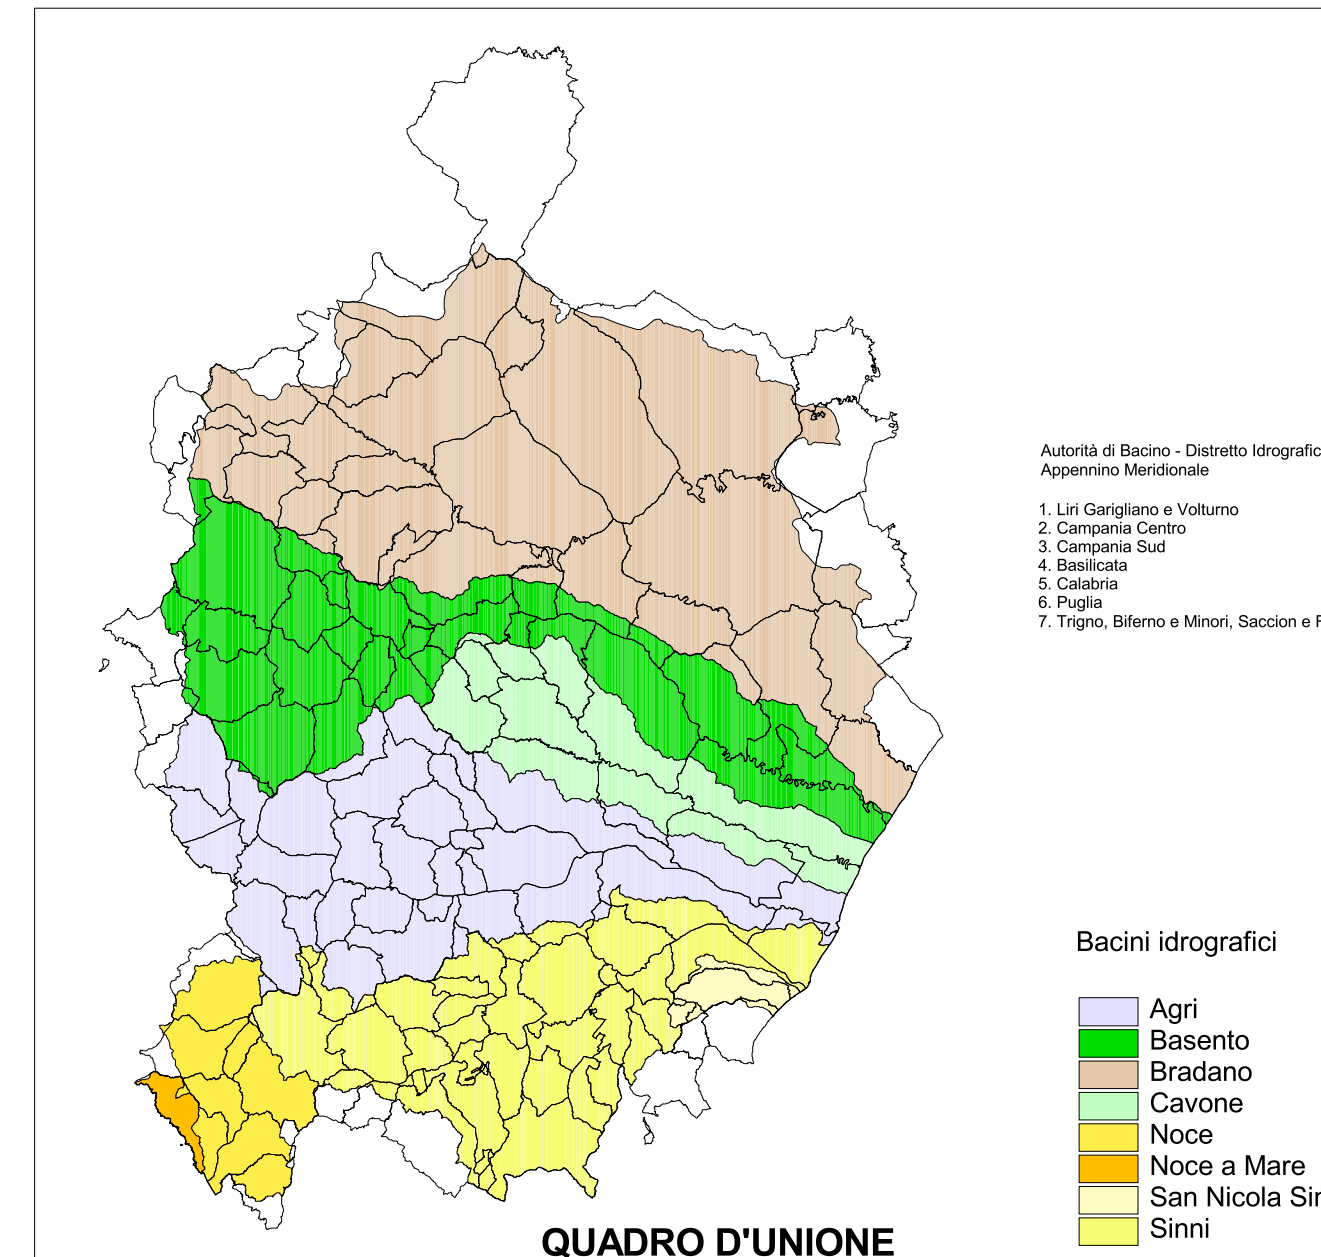 Autorità di Bacino - Distretto Idrografic
Appennino Meridionale
1. Liri Garigliano e Volturno
2. Campania Centro
3. Campania Sud
4. Basilicata
5. Calabria
6. Puglia
7. Trigno, Biferno e Minori, Saccion e F
Bacini idrografici
Agri
Basento
Bradano
Cavone
Noce
Noce a Mare
San Nicola Sin
Sinni
QUADRO D'UNIONE